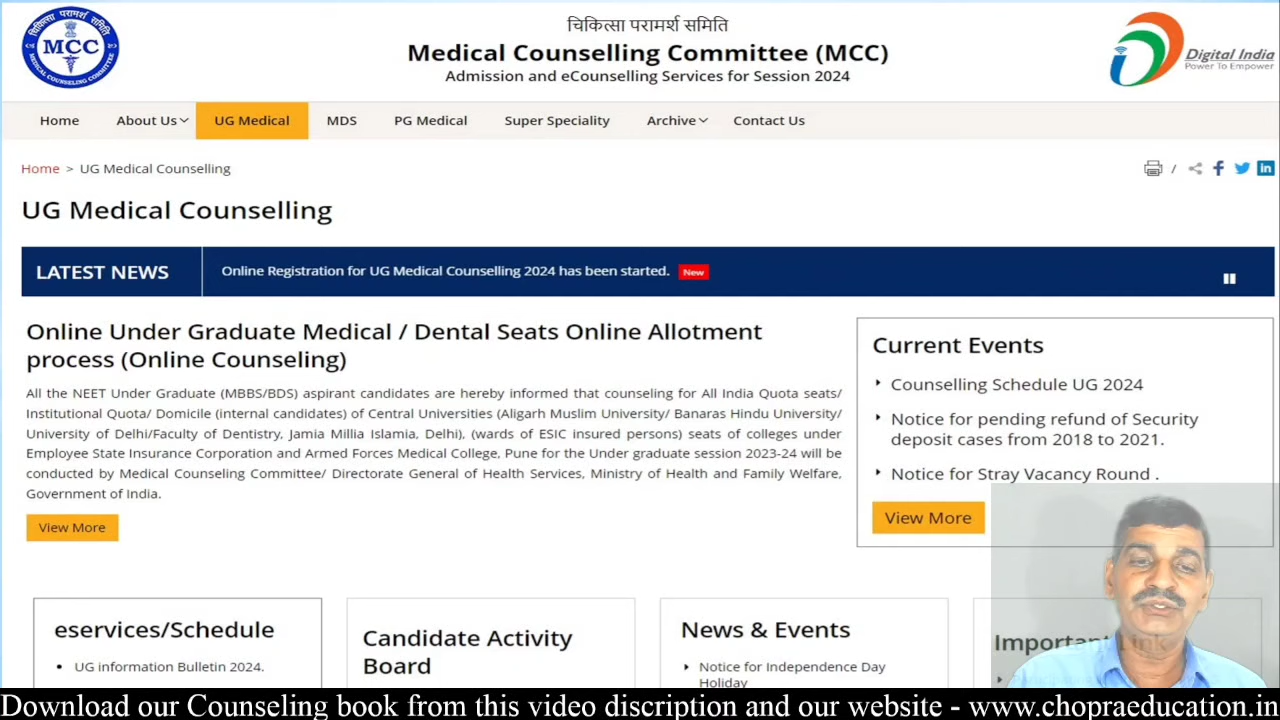 चिकित्सा परामर्श समिति
MCC
MEDICAL COUNSELING COMMITTEE
चिकित्सा परामर्श समिति
Medical Counselling Committee (MCC)
Admission and eCounselling Services for Session 2024
Digital India
Power To Empower
Home About Us UG Medical MDS PG Medical Super Speciality Archive Contact Us
Home > UG Medical Counselling
/
UG Medical Counselling
LATEST NEWS Online Registration for UG Medical Counselling 2024 has been started. New
Online Under Graduate Medical / Dental Seats Online Allotment
process (Online Counseling)
All the NEET Under Graduate (MBBS/BDS) aspirant candidates are hereby informed that counseling for All India Quota seats/
Institutional Quota/ Domicile (internal candidates) of Central Universities (Aligarh Muslim University/ Banaras Hindu University/
University of Delhi/Faculty of Dentistry, Jamia Millia Islamia, Delhi), (wards of ESIC insured persons) seats of colleges under
Employee State Insurance Corporation and Armed Forces Medical College, Pune for the Under graduate session 2023-24 will be
conducted by Medical Counseling Committee/ Directorate General of Health Services, Ministry of Health and Family Welfare,
Government of India.
View More
Current Events
Counselling Schedule UG 2024
Notice for pending refund of Security
deposit cases from 2018 to 2021.
Notice for Stray Vacancy Round .
View More
eservices/Schedule
UG information Bulletin 2024.
Candidate Activity
Board
News & Events
Notice for Independence Day
Holiday
Important Link
Download our Counseling book from this video discription and our website - www.chopraeducation.in